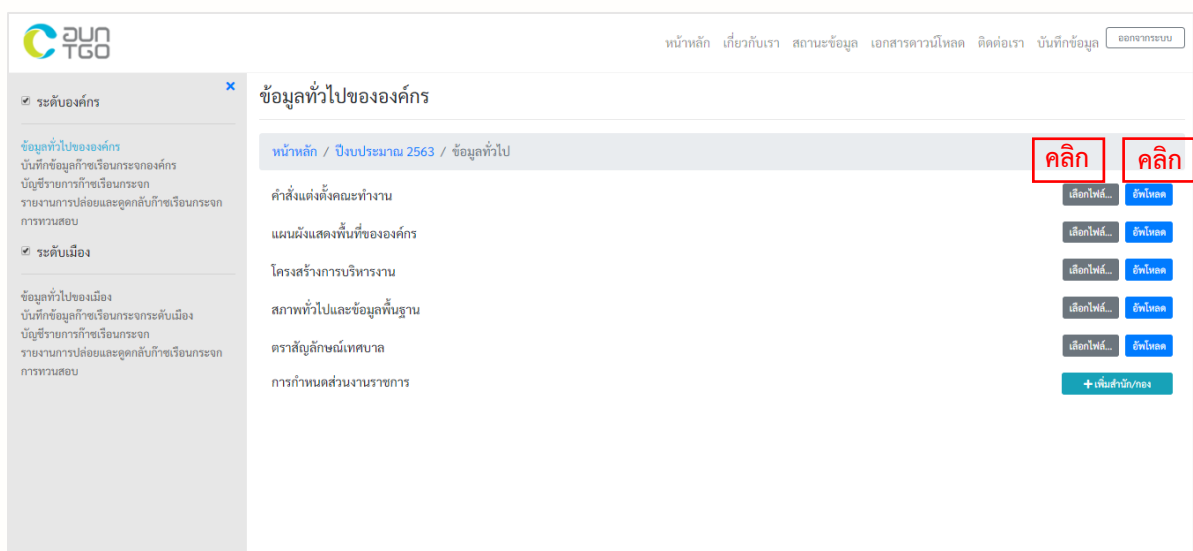 อบก
TGO
หน้าหลัก เกี่ยวกับเรา สถานะข้อมูล เอกสารดาวน์โหลด ติดต่อเรา บันทึกข้อมูล ออกจากระบบ
×
ระดับองค์กร
ข้อมูลทั่วไปขององค์กร
บันทึกข้อมูลก๊าซเรือนกระจกองค์กร
บัญชีรายการก๊าซเรือนกระจก
รายงานการปล่อยและดูดกลับก๊าซเรือนกระจก
การทวนสอบ
ระดับเมือง
ข้อมูลทั่วไปของเมือง
บันทึกข้อมูลก๊าซเรือนกระจกระดับเมือง
บัญชีรายการก๊าซเรือนกระจก
รายงานการปล่อยและดูดกลับก๊าซเรือนกระจก
การทวนสอบ
ข้อมูลทั่วไปขององค์กร
หน้าหลัก / ปีงบประมาณ 2563 / ข้อมูลทั่วไป
คลิก คลิก
คำสั่งแต่งตั้งคณะทำงาน เลือกไฟล์... อัพโหลด
แผนผังแสดงพื้นที่ขององค์กร เลือกไฟล์... อัพโหลด
โครงสร้างการบริหารงาน เลือกไฟล์... อัพโหลด
สภาพทั่วไปและข้อมูลพื้นฐาน เลือกไฟล์... อัพโหลด
ตราสัญลักษณ์เทศบาล เลือกไฟล์... อัพโหลด
การกำหนดส่วนงานราชการ +เพิ่มสำนัก/กอง